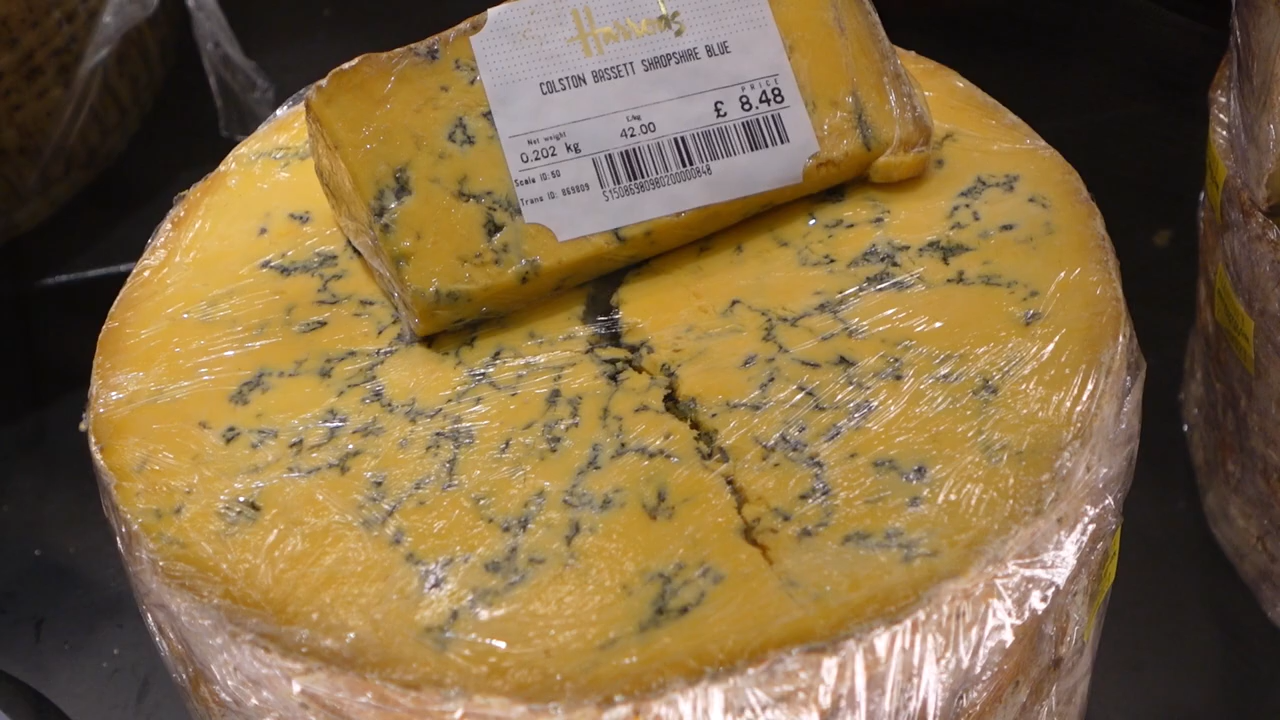 Harrods
COLSTON BASSETT SHROPSHIRE BLUE
PRICE
£ 8.48
£/kg
42.00
Net weight
0.202 kg
Scale ID:50
Trans ID: 869809
S15086980980200000848